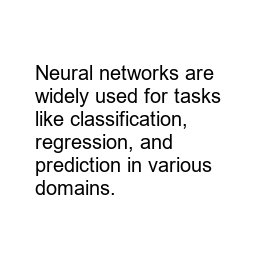 Neural networks are
widely used for tasks
like classification,
regression, and
prediction in various
domains.